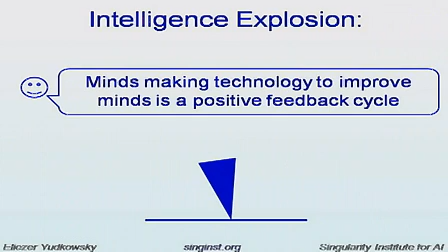 Intelligence Explosion:
Minds making technology to improve
minds is a positive feedback cycle
Eliezer Yudkowsky singinst.org Singularity Institute for AI